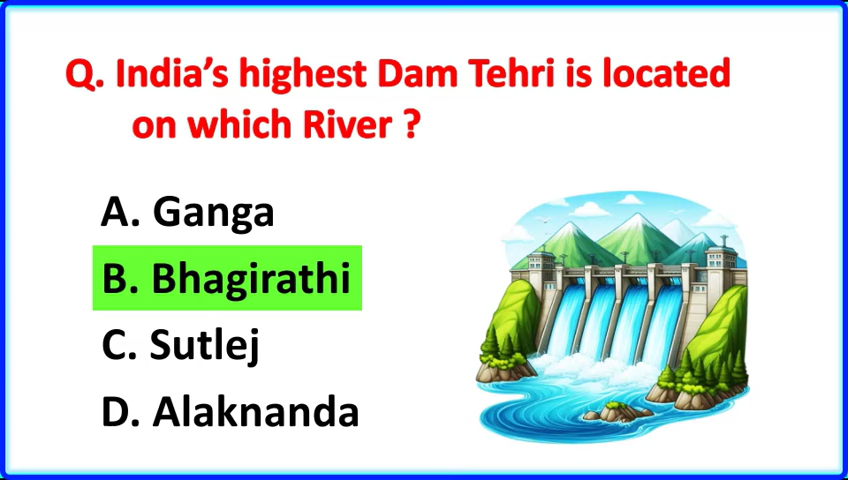 Q. India’s highest Dam Tehri is located
on which River ?
A. Ganga
B. Bhagirathi
C. Sutlej
D. Alaknanda